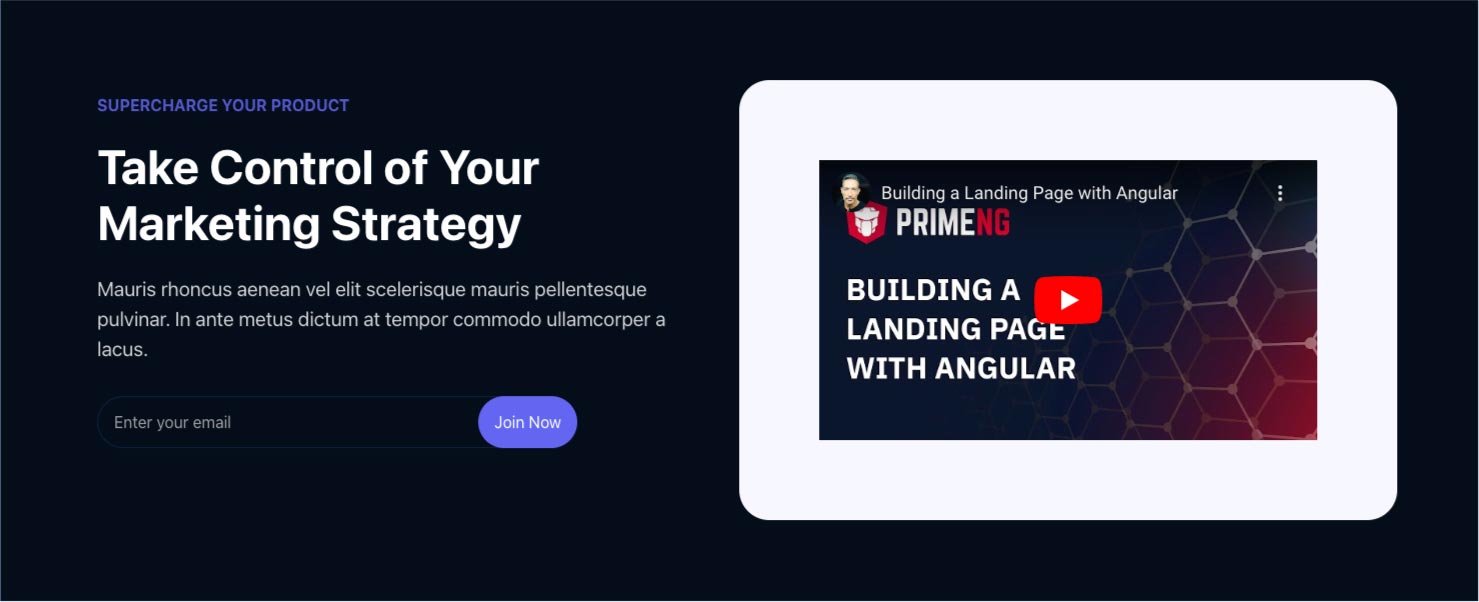 SUPERCHARGE YOUR PRODUCT
Take Control of Your
Marketing Strategy
Mauris rhoncus aenean vel elit scelerisque mauris pellentesque
pulvinar. In ante metus dictum at tempor commodo ullamcorper a
lacus.
Enter your email
Join Now
Building a Landing Page with Angular
PRIMENG
BUILDING A
LANDING PAGE
WITH ANGULAR